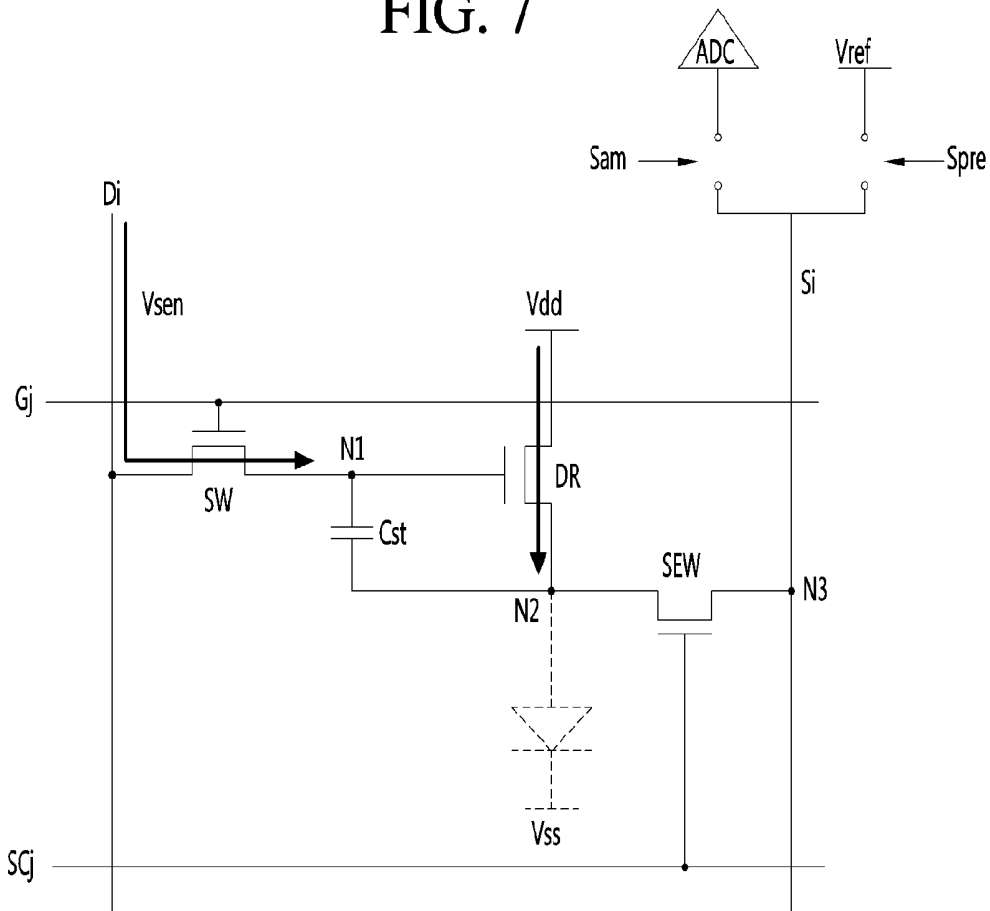 FIG. 7
ADC
Vref
Sam
Spre
Di
Si
Vsen
Vdd
Gj
N1
DR
SW
Cst
SEW
N2
N3
Vss
SCj